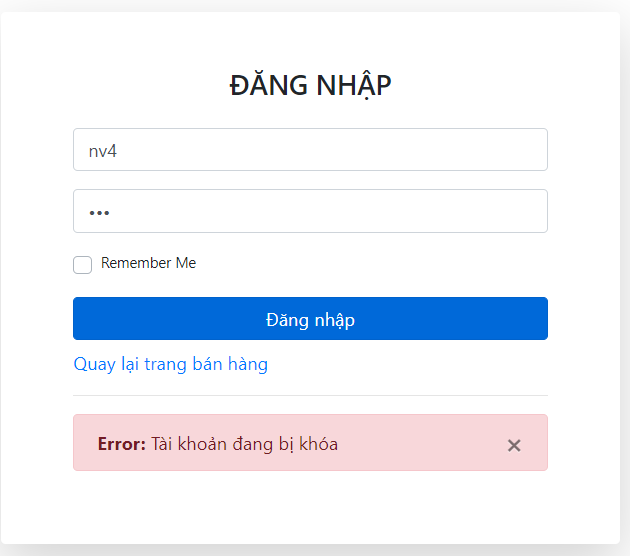 ĐĂNG NHẬP
nv4
•••
Remember Me
Đăng nhập
Quay lại trang bán hàng
Error: Tài khoản đang bị khóa ×